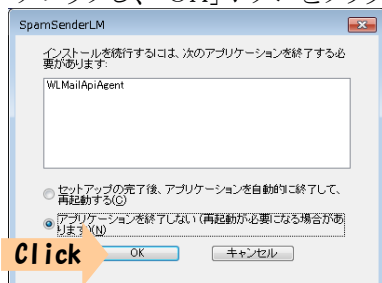 クリックし、「OK」ボタンをクリック
SpamSenderLM
インストールを続行するには、次のアプリケーションを終了する必
要があります:
WLMailApiAgent
セットアップの完了後、アプリケーションを自動的に終了して、
再起動する(C)
アプリケーションを終了しない(再起動が必要になる場合があ
ります)(N)
Click
OK
キャンセル